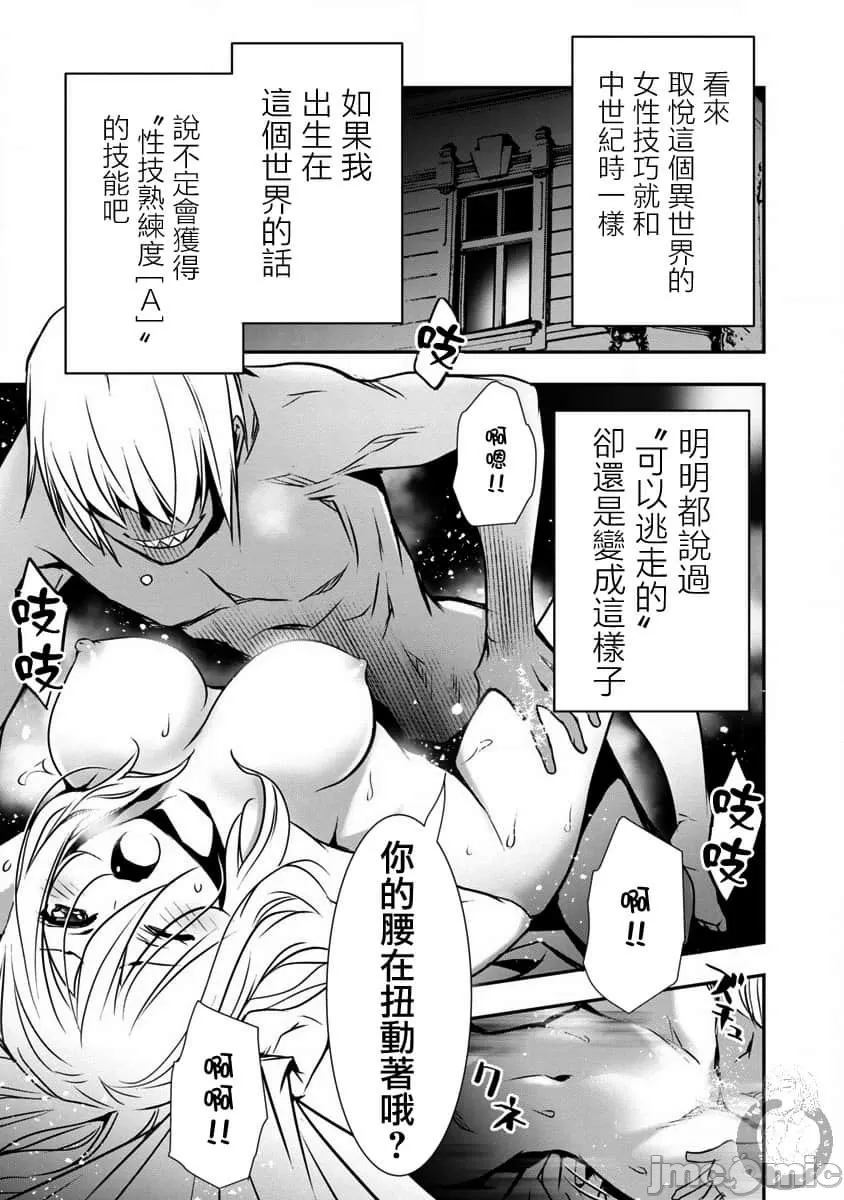 看來
取悅這個異世界的
女性技巧就和
中世紀時一樣
如果我
出生在
這個世界的話
說不定會獲得
〝性技熟練度[A]〞
的技能吧
吱
啊嗯!!
明明都說過
〝可以逃走的〞
卻還是變成這樣子
吱吱
吱吱
啊!!
你的腰在扭動著哦?
啊啊!!
ズチュ
クネ
jmcomic